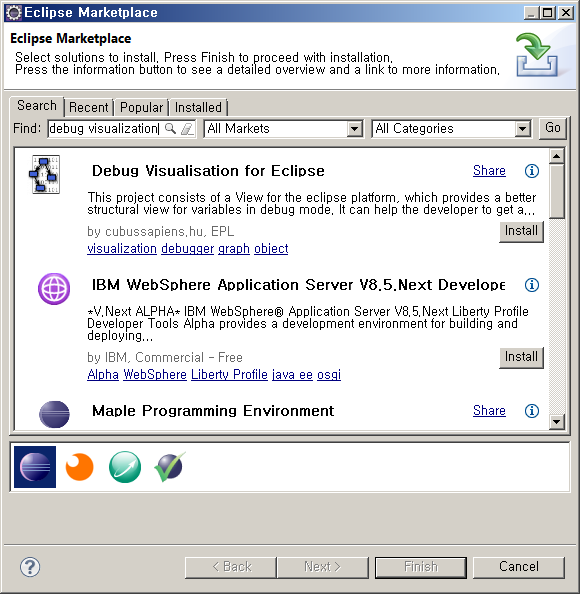 Eclipse Marketplace
Eclipse Marketplace
Select solutions to install. Press Finish to proceed with installation.
Press the information button to see a detailed overview and a link to more information.
Search Recent Popular Installed
Find: debug visualization All Markets All Categories Go
Debug Visualisation for Eclipse Share
This project consists of a View for the eclipse platform, which provides a better
structural view for variables in debug mode. It can help the developer to get a...
by cubussapiens.hu, EPL Install
visualization debugger graph object
IBM WebSphere Application Server V8.5.Next Develope
*V.Next ALPHA* IBM WebSphere® Application Server V8.5.Next Liberty Profile
Developer Tools Alpha provides a development environment for building and
deploying...
by IBM, Commercial - Free Install
Alpha WebSphere Liberty Profile java ee osgi
Maple Programming Environment Share
< Back Next > Finish Cancel